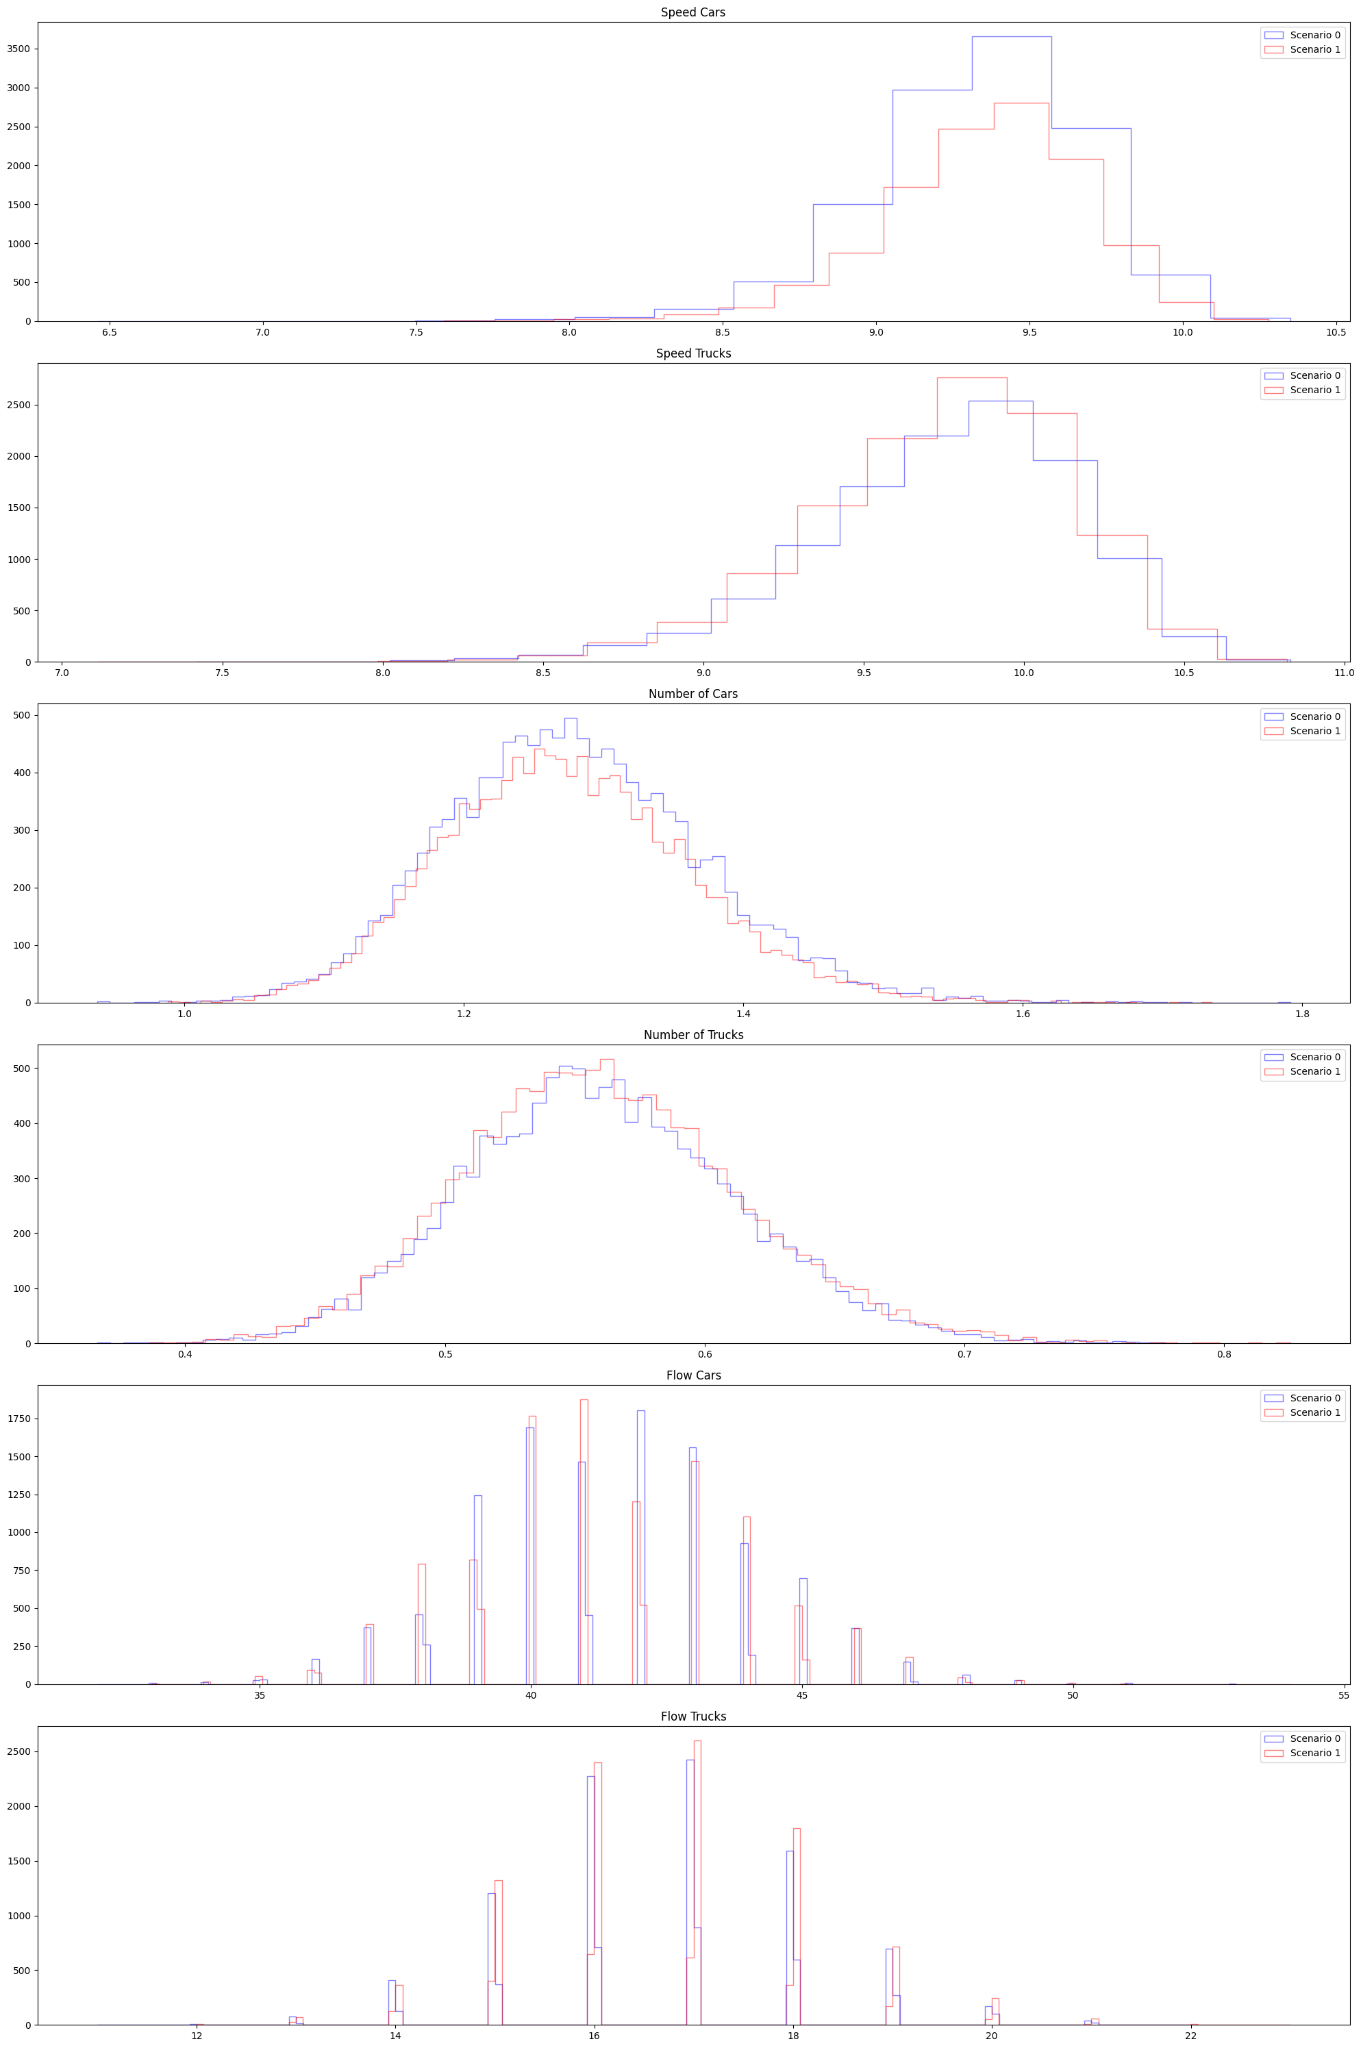 Speed Cars
Scenario 0
Scenario 1
3500
3000
2500
2000
1500
1000
500
0
6.5 7.0 7.5 8.0 8.5 9.0 9.5 10.0 10.5
Speed Trucks
Scenario 0
Scenario 1
2500
2000
1500
1000
500
0
7.0 7.5 8.0 8.5 9.0 9.5 10.0 10.5 11.0
Number of Cars
Scenario 0
Scenario 1
500
400
300
200
100
0
1.0 1.2 1.4 1.6 1.8
Number of Trucks
Scenario 0
Scenario 1
500
400
300
200
100
0
0.4 0.5 0.6 0.7 0.8
Flow Cars
Scenario 0
Scenario 1
1750
1500
1250
1000
750
500
250
0
35 40 45 50 55
Flow Trucks
Scenario 0
Scenario 1
2500
2000
1500
1000
500
0
12 14 16 18 20 22